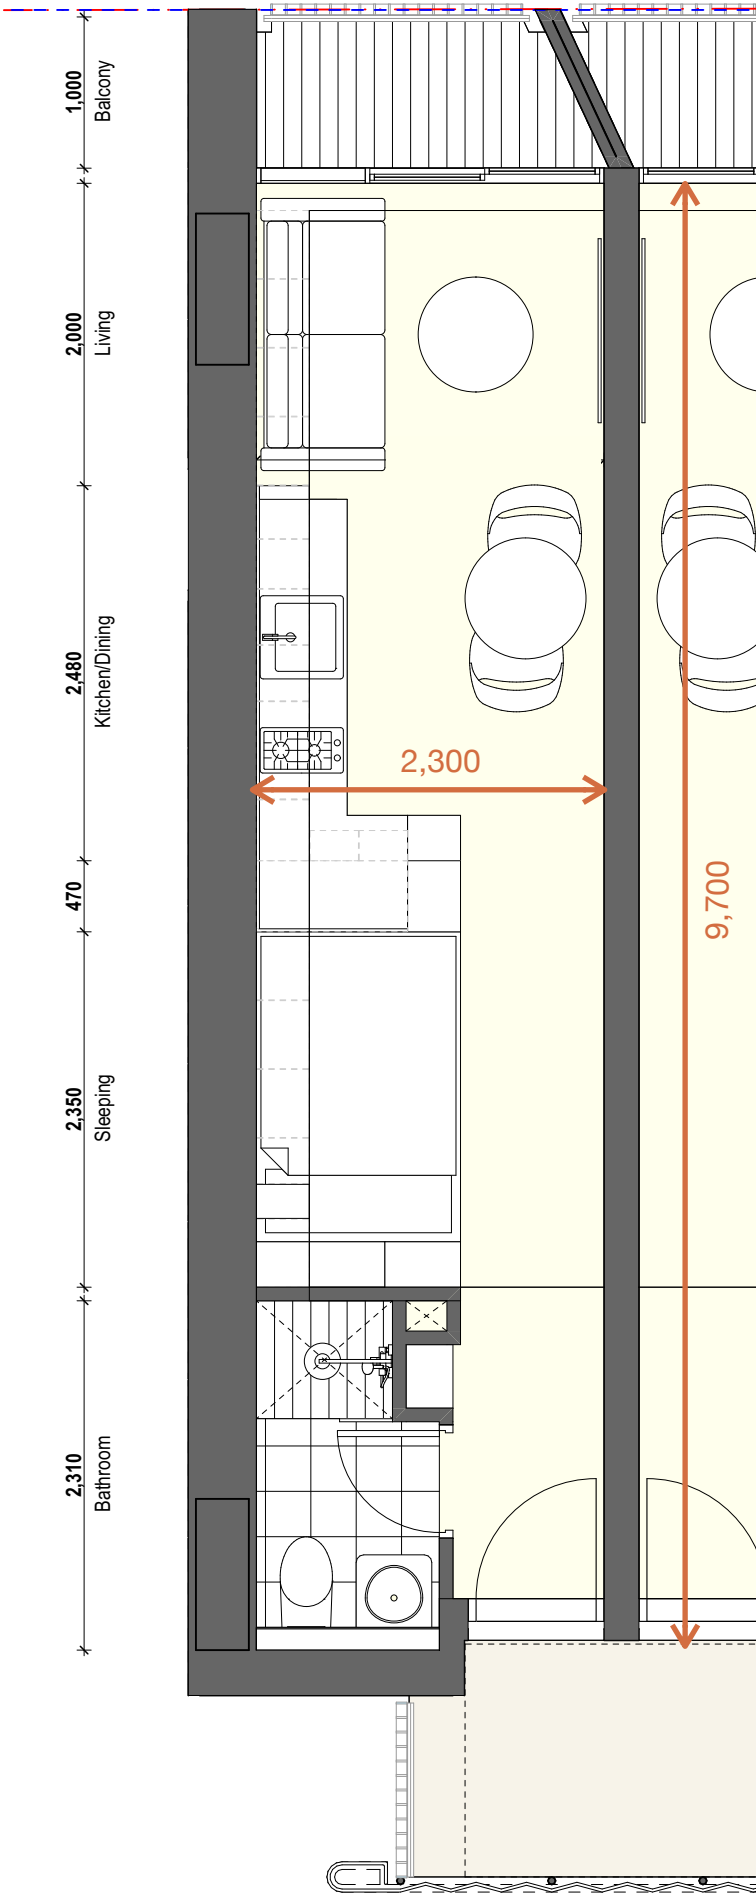 1,000
Balcony
2,000
Living
2,480
Kitchen/Dining
2,300
470
9,700
2,350
Sleeping
2,310
Bathroom